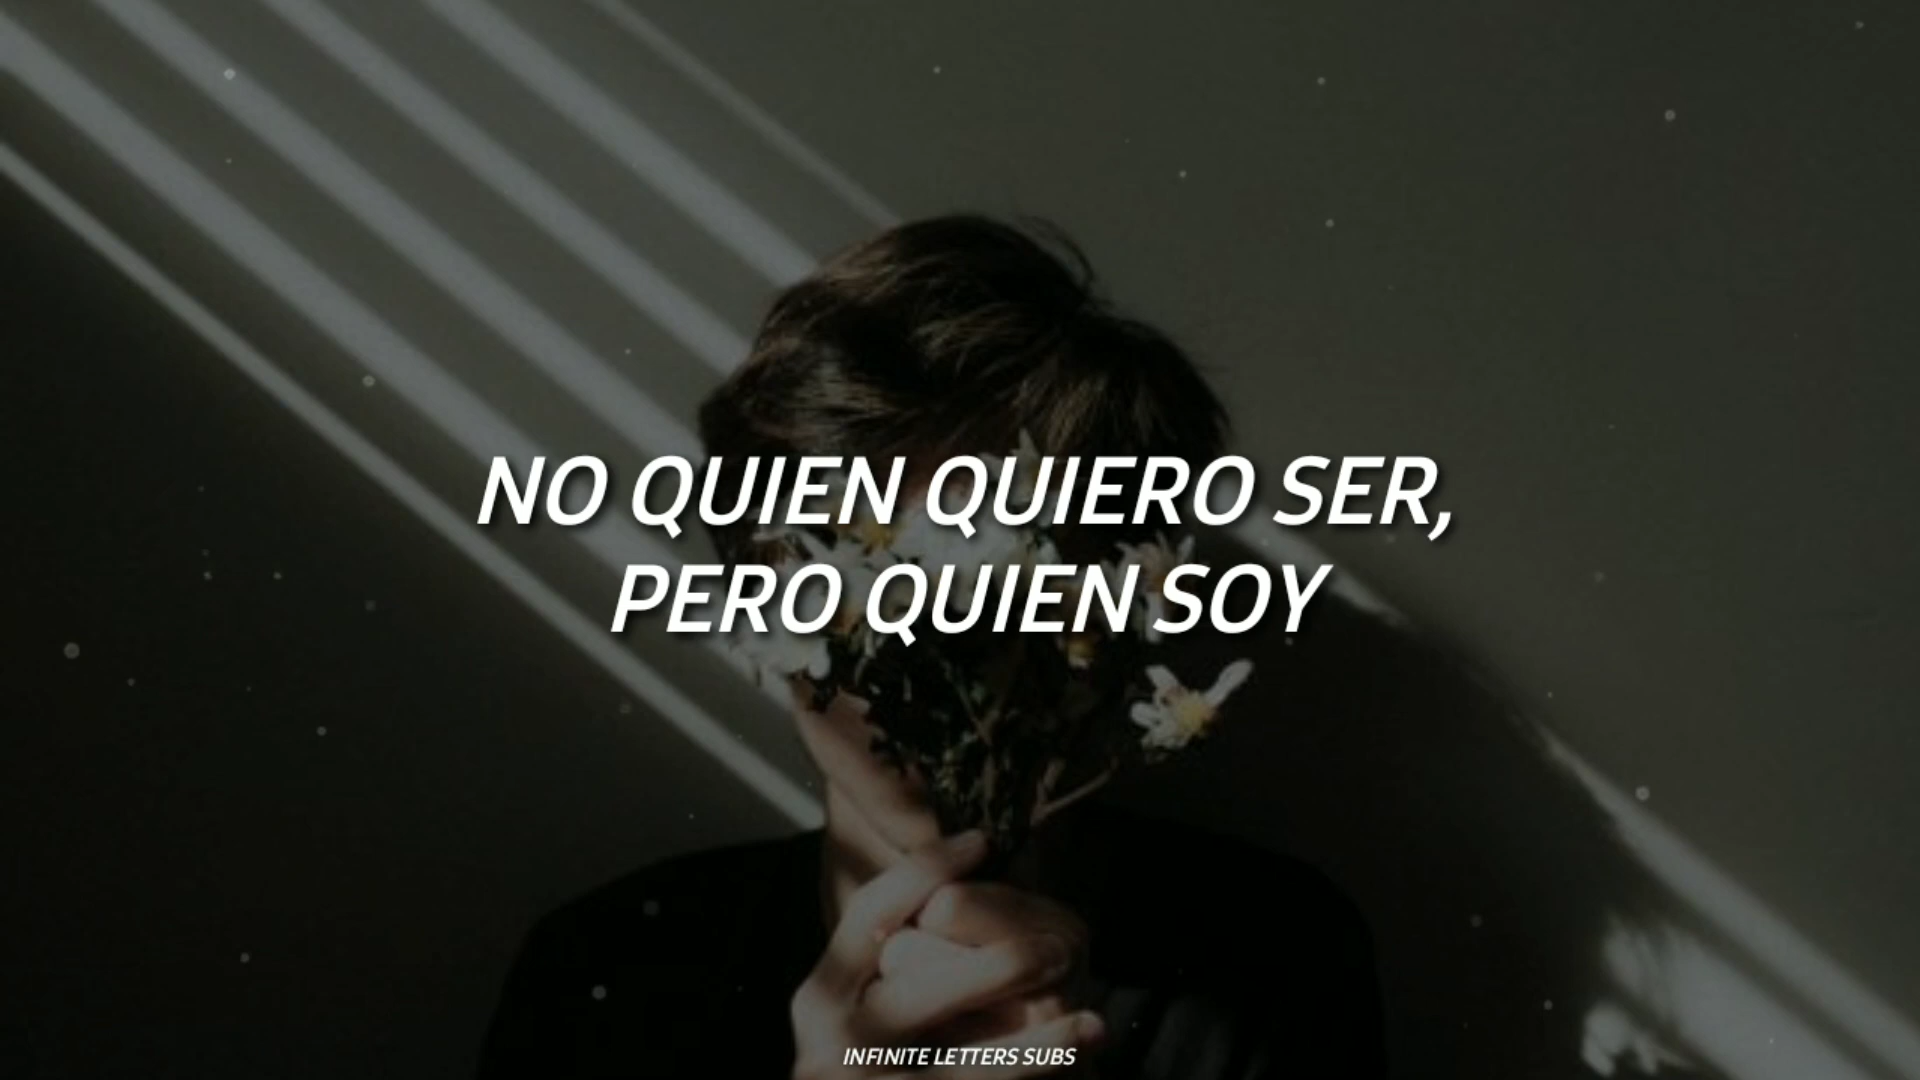 NO QUIEN QUIERO SER,
PERO QUIEN SOY
INFINITE LETTERS SUBS